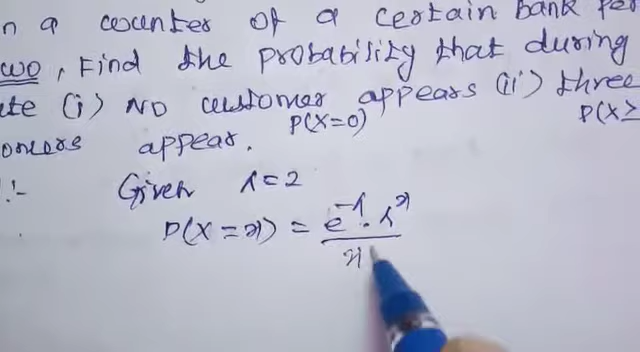 n a counter of a certain bank per
wo, Find the probability that during
te (i) NO customer appears (ii) three
P(X=0) P(X≥
omers appear.
:- Given λ=2
P(X=x) = e^-λ . λ^x
x